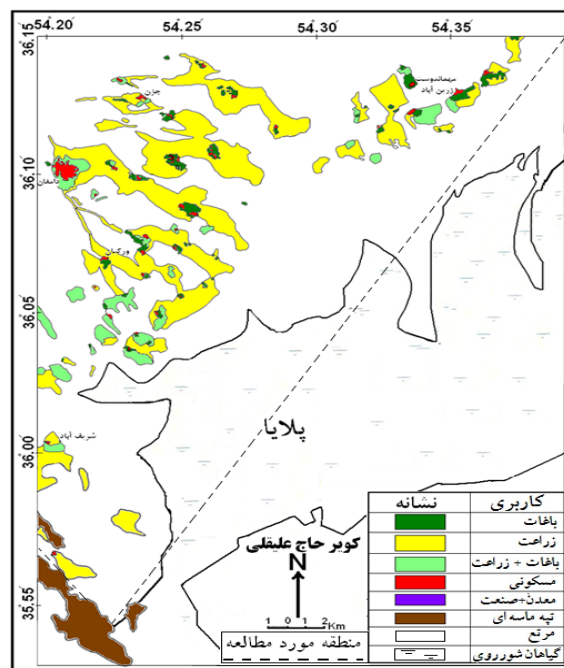 54.20 54.25 54.30 54.35
36.15
36.10
36.05
36.00
35.55
مهماندوست
زرین آباد
جزن
دامغان
ورکیان
شریف آباد
پلایا
کویر حاج علیقلی
N
1 0 1 2 Km
منطقه مورد مطالعه
کاربری نشانه
باغات
زراعت
باغات + زراعت
مسکونی
معدن+صنعت
تپه ماسه ای
مرتع
گیاهان شورروی